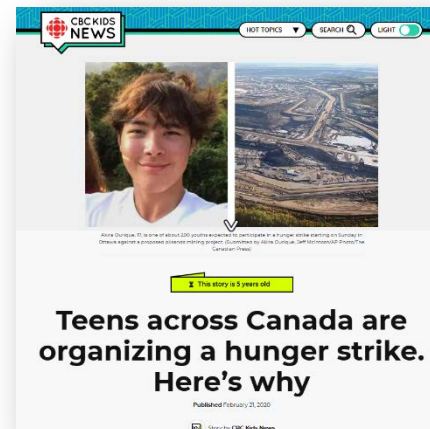 CBC KIDS
NEWS
HOT TOPICS
SEARCH
LIGHT
Akira Ourique, 17, is one of about 200 youths expected to participate in a hunger strike starting on Sunday in
Ottawa against a proposed oilsands mining project. (Submitted by Akira Ourique, Jeff McIntosh/AP Photo/The
Canadian Press)
This story is 5 years old
Teens across Canada are
organizing a hunger strike.
Here's why
Published February 21, 2020
Story by CBC Kids News